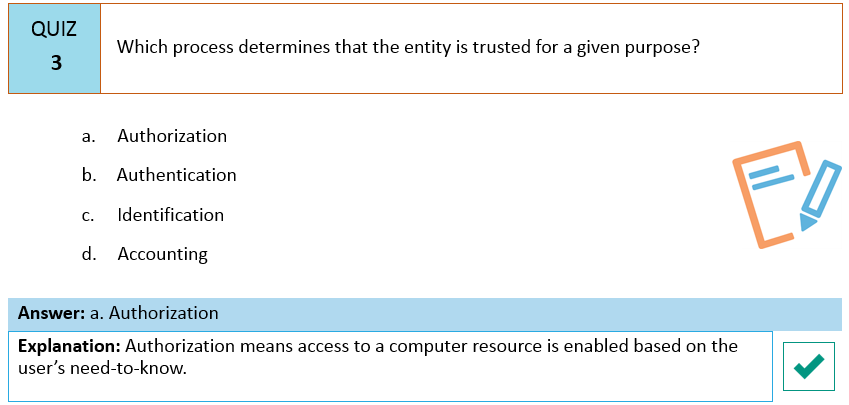 QUIZ
3
Which process determines that the entity is trusted for a given purpose?
a. Authorization
b. Authentication
c. Identification
d. Accounting
Answer: a. Authorization
Explanation: Authorization means access to a computer resource is enabled based on the
user’s need-to-know.